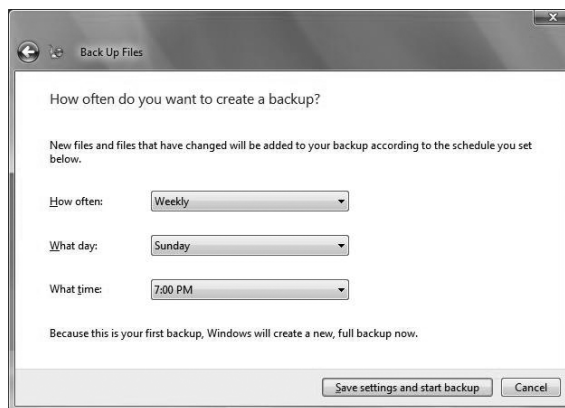 Back Up Files
How often do you want to create a backup?
New files and files that have changed will be added to your backup according to the schedule you set
below.
How often: Weekly
What day: Sunday
What time: 7:00 PM
Because this is your first backup, Windows will create a new, full backup now.
Save settings and start backup Cancel